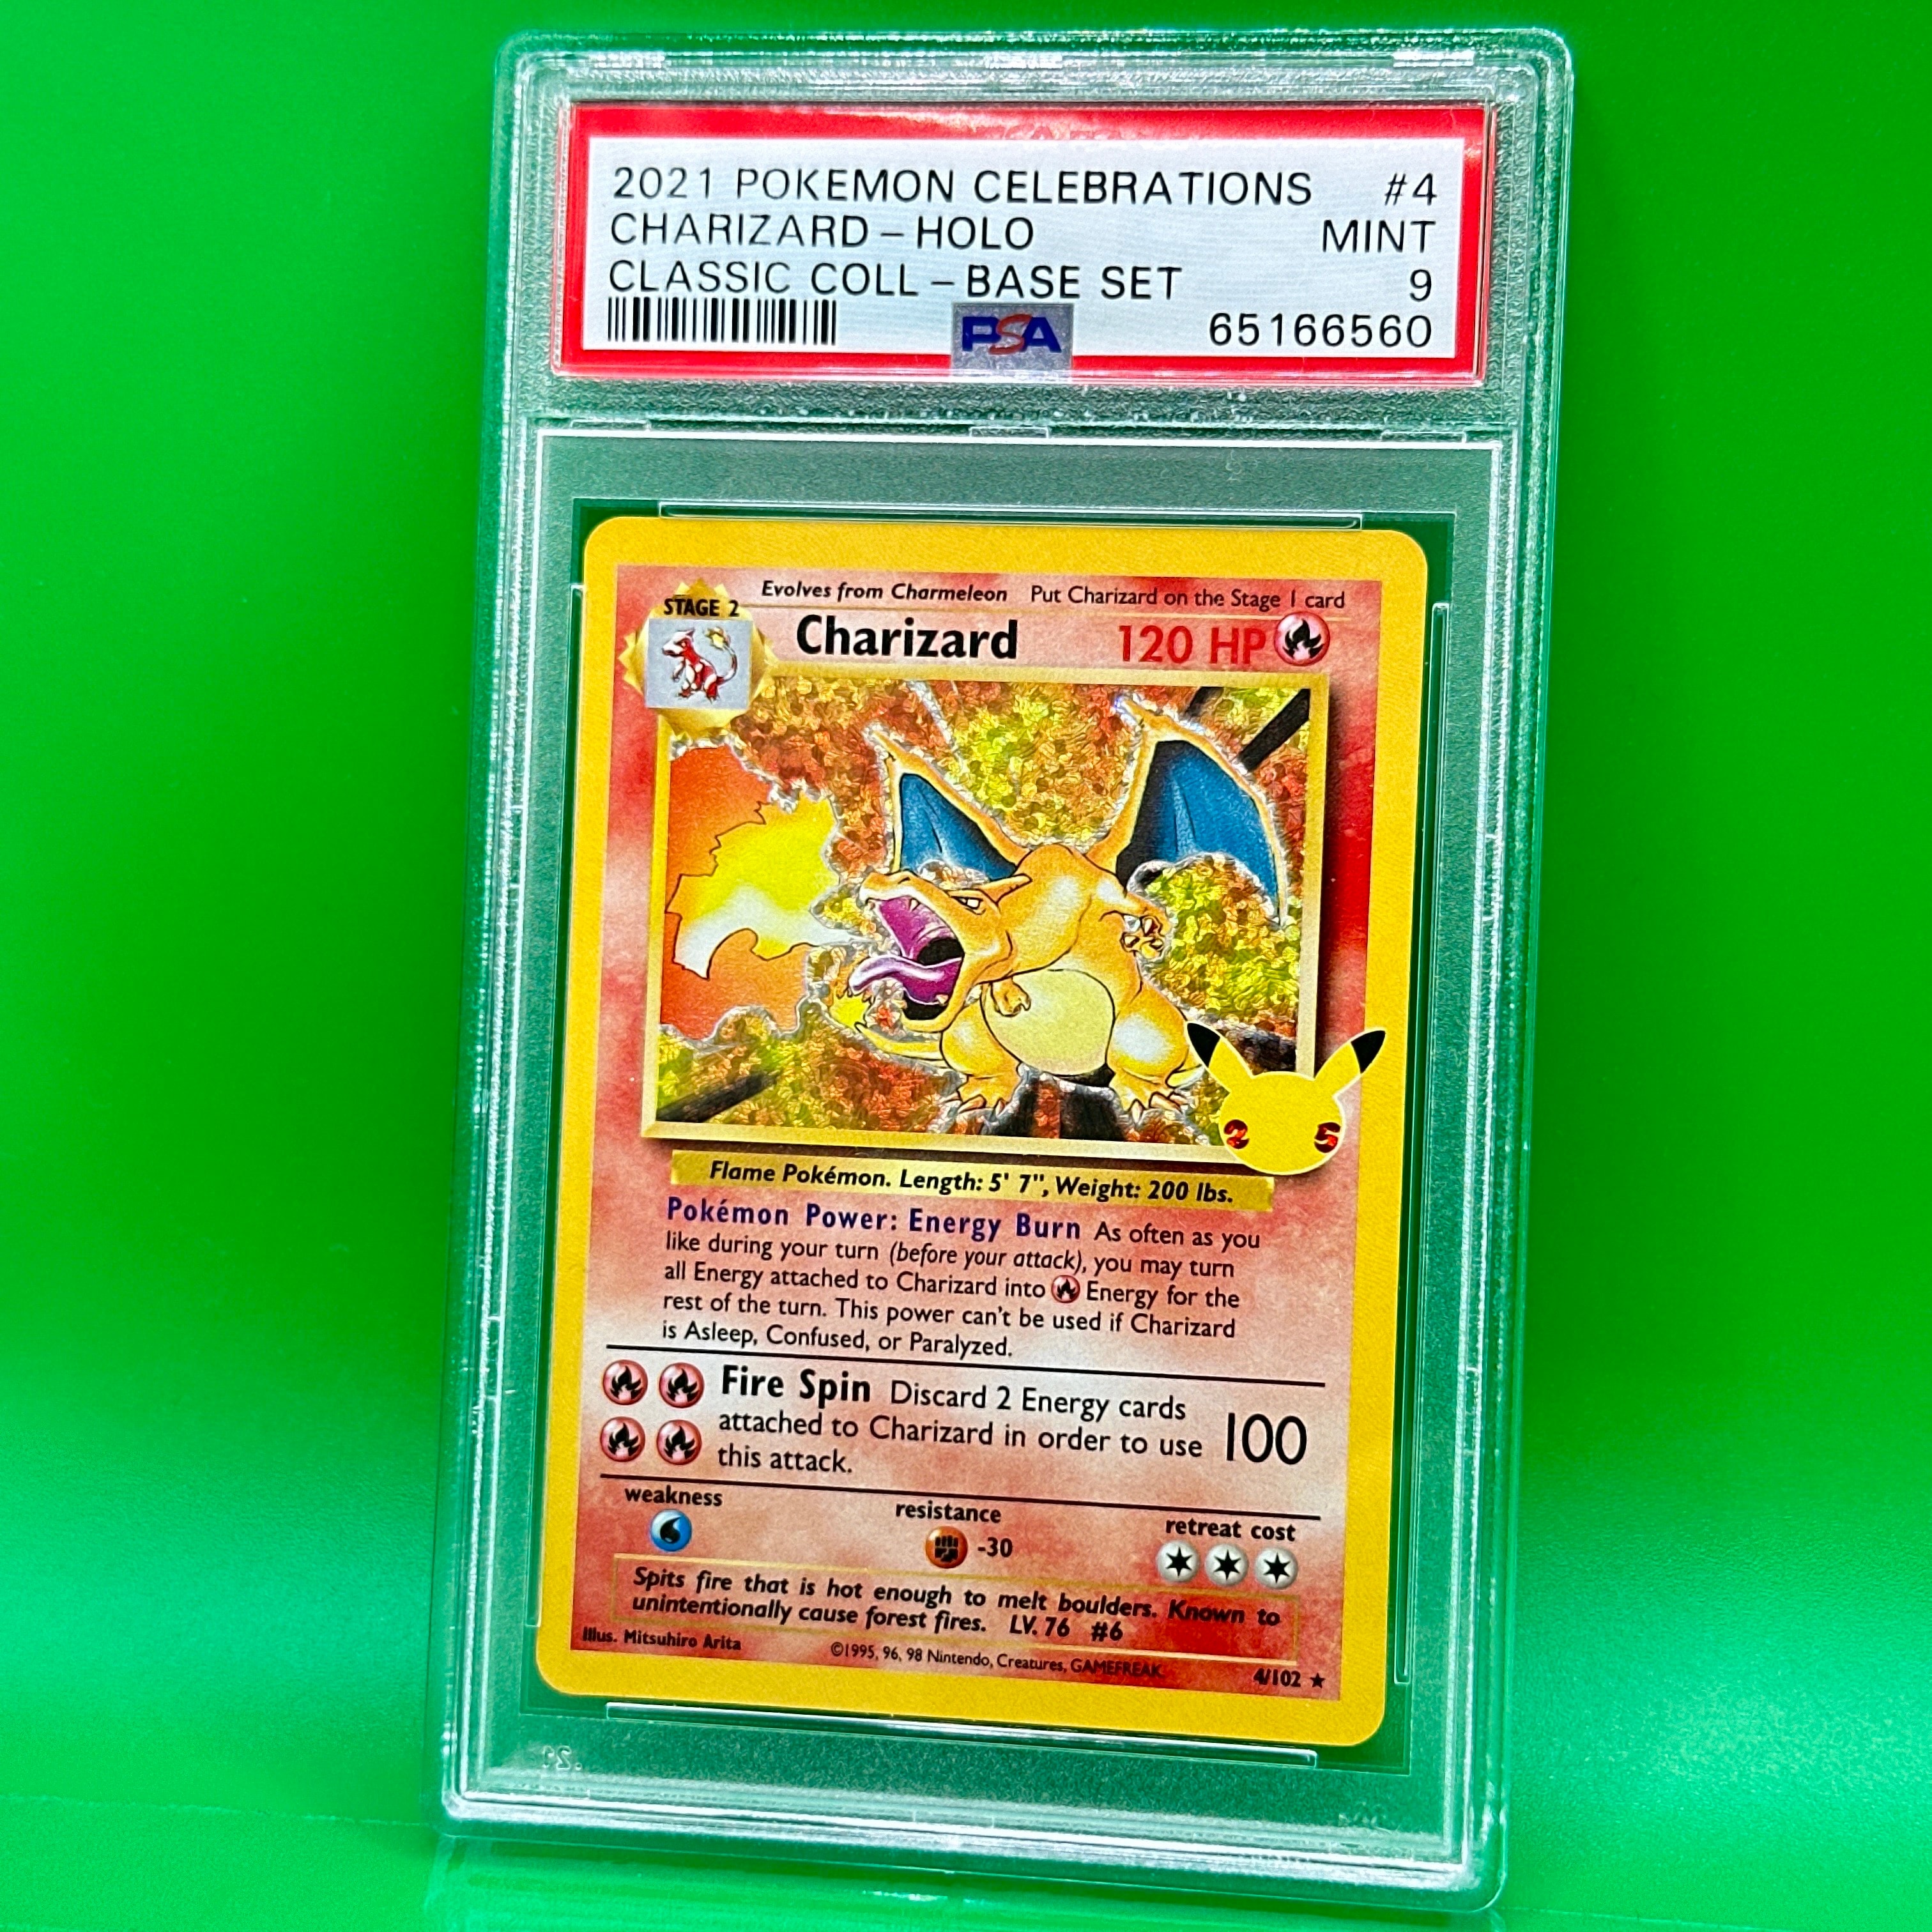 2021 POKEMON CELEBRATIONS #4
CHARIZARD-HOLO MINT
CLASSIC COLL-BASE SET 9
PSA 65166560
Evolves from Charmeleon Put Charizard on the Stage 1 card
STAGE 2
Charizard 120 HP
25
Flame Pokémon. Length: 5' 7", Weight: 200 lbs.
Pokémon Power: Energy Burn As often as you
like during your turn (before your attack), you may turn
all Energy attached to Charizard into Energy for the
rest of the turn. This power can't be used if Charizard
is Asleep, Confused, or Paralyzed.
Fire Spin Discard 2 Energy cards
attached to Charizard in order to use 100
this attack.
weakness resistance retreat cost
-30
Spits fire that is hot enough to melt boulders. Known to
unintentionally cause forest fires. LV. 76 #6
Illus. Mitsuhiro Arita ©1995, 96, 98 Nintendo, Creatures, GAMEFREAK. 4/102 ★